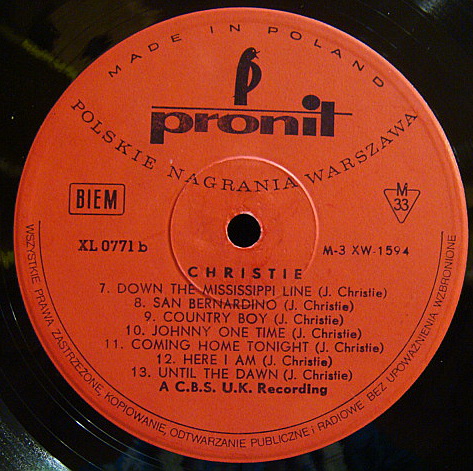 MADE IN POLAND
pronit
POLSKIE NAGRANIA WARSZAWA
BIEM
M
33
XL 0771 b
M-3 XW-1594
CHRISTIE
7. DOWN THE MISSISSIPPI LINE (J. Christie)
8. SAN BERNARDINO (J. Christie)
9. COUNTRY BOY (J. Christie)
10. JOHNNY ONE TIME (J. Christie)
11. COMING HOME TONIGHT (J. Christie)
12. HERE I AM (J. Christie)
13. UNTIL THE DAWN (J. Christie)
A C.B.S. U.K. Recording
WSZYSTKIE PRAWA ZASTRZEŻONE, KOPIOWANIE, ODTWARZANIE PUBLICZNE i RADIOWE BEZ UPOWAŻNIENIA WZBRONIONE